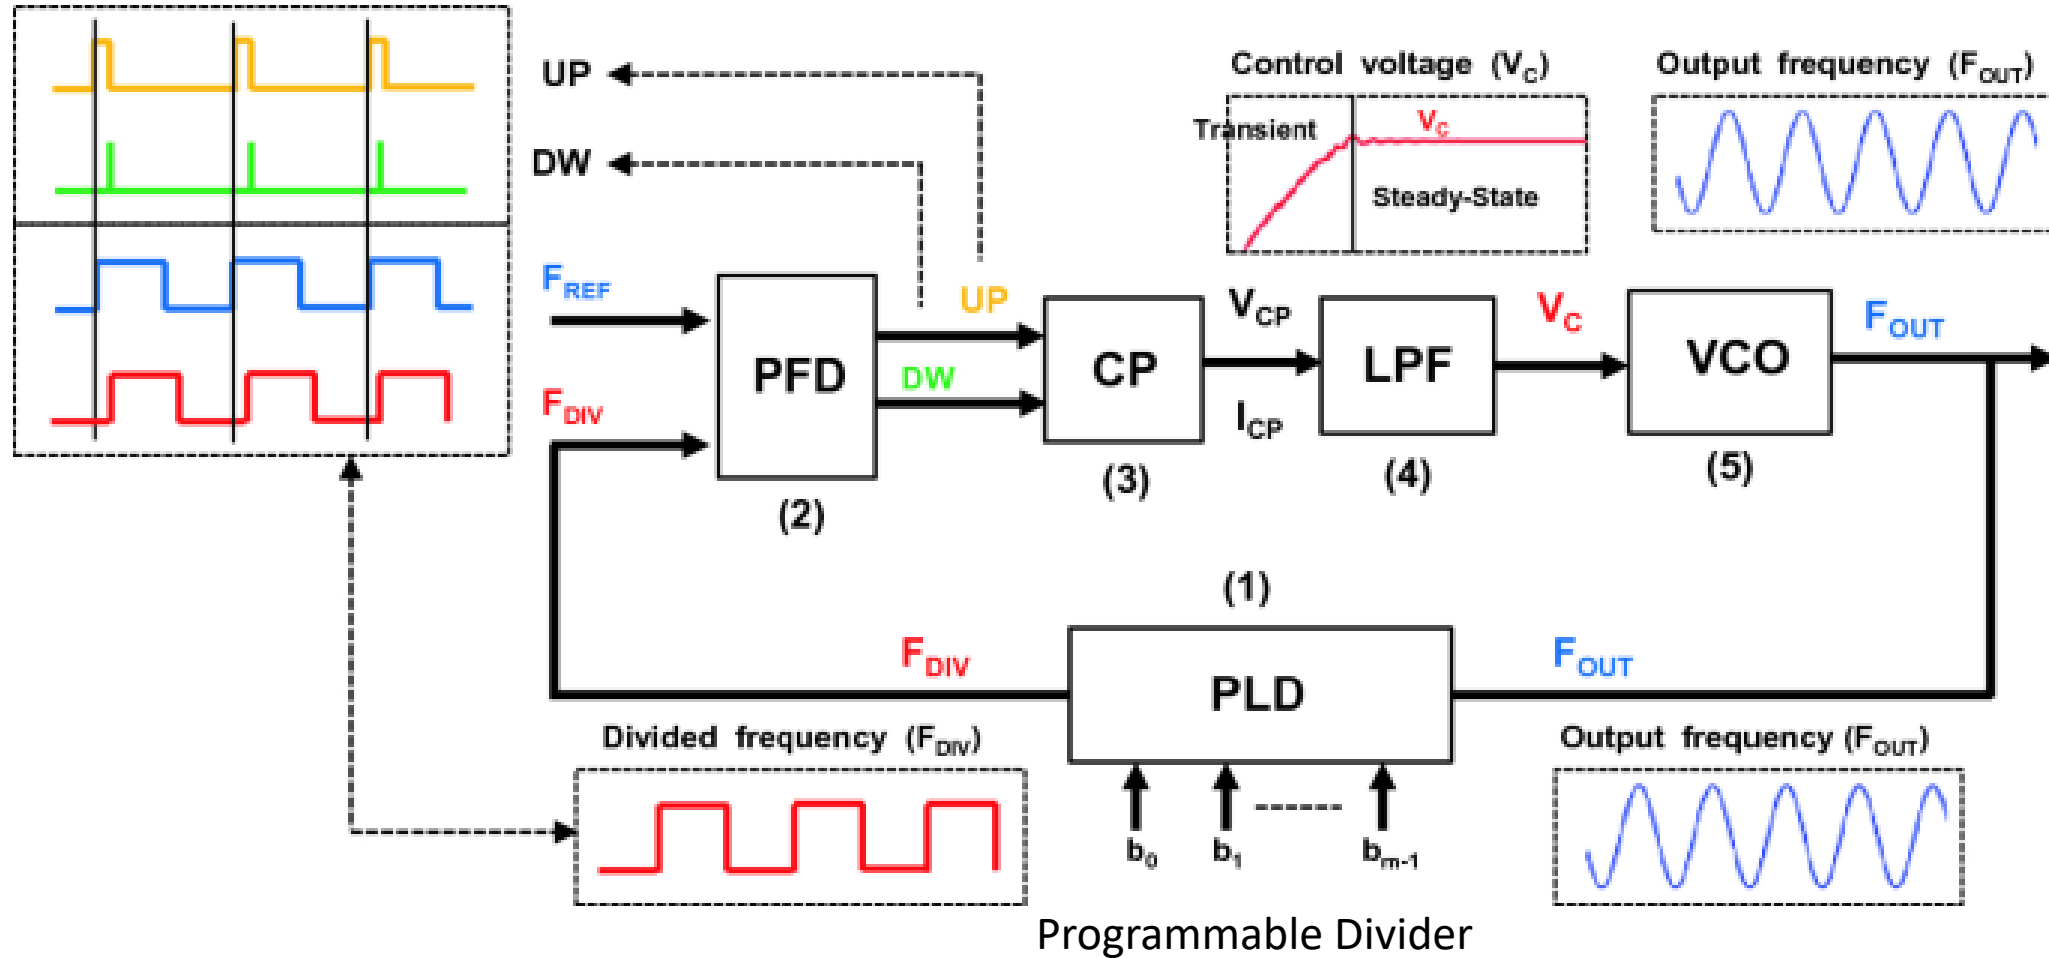 UP
DW
Control voltage (VC)
Transient
VC
Steady-State
Output frequency (FOUT)
FREF
FDIV
PFD
(2)
UP
DW
CP
(3)
VCP
ICP
LPF
(4)
VC
VCO
(5)
FOUT
(1)
FDIV
PLD
FOUT
Divided frequency (FDIV)
Output frequency (FOUT)
b0
b1
bm-1
Programmable Divider